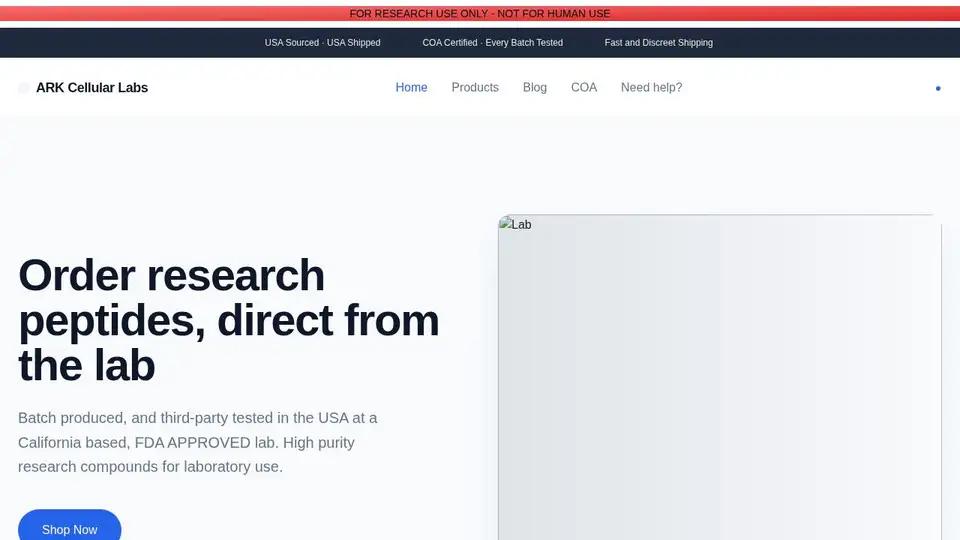 FOR RESEARCH USE ONLY - NOT FOR HUMAN USE
USA Sourced · USA Shipped
COA Certified · Every Batch Tested
Fast and Discreet Shipping
ARK Cellular Labs
Home
Products
Blog
COA
Need help?
Lab
Order research
peptides, direct from
the lab
Batch produced, and third-party tested in the USA at a
California based, FDA APPROVED lab. High purity
research compounds for laboratory use.
Shop Now